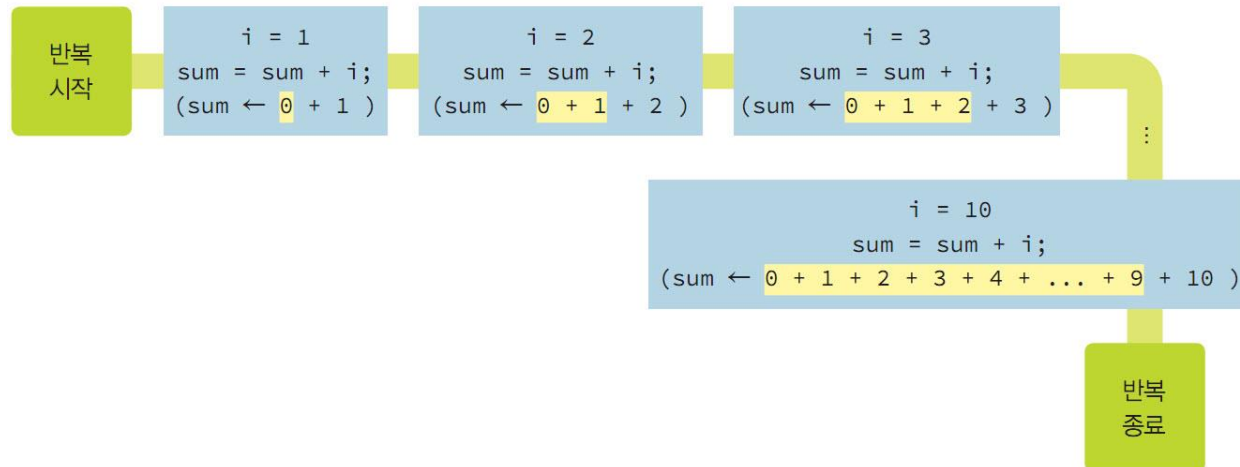 반복
시작
i = 1
sum = sum + i;
(sum ← 0 + 1 )
i = 2
sum = sum + i;
(sum ← 0 + 1 + 2 )
i = 3
sum = sum + i;
(sum ← 0 + 1 + 2 + 3 )
⋮
i = 10
sum = sum + i;
(sum ← 0 + 1 + 2 + 3 + 4 + ... + 9 + 10 )
반복
종료